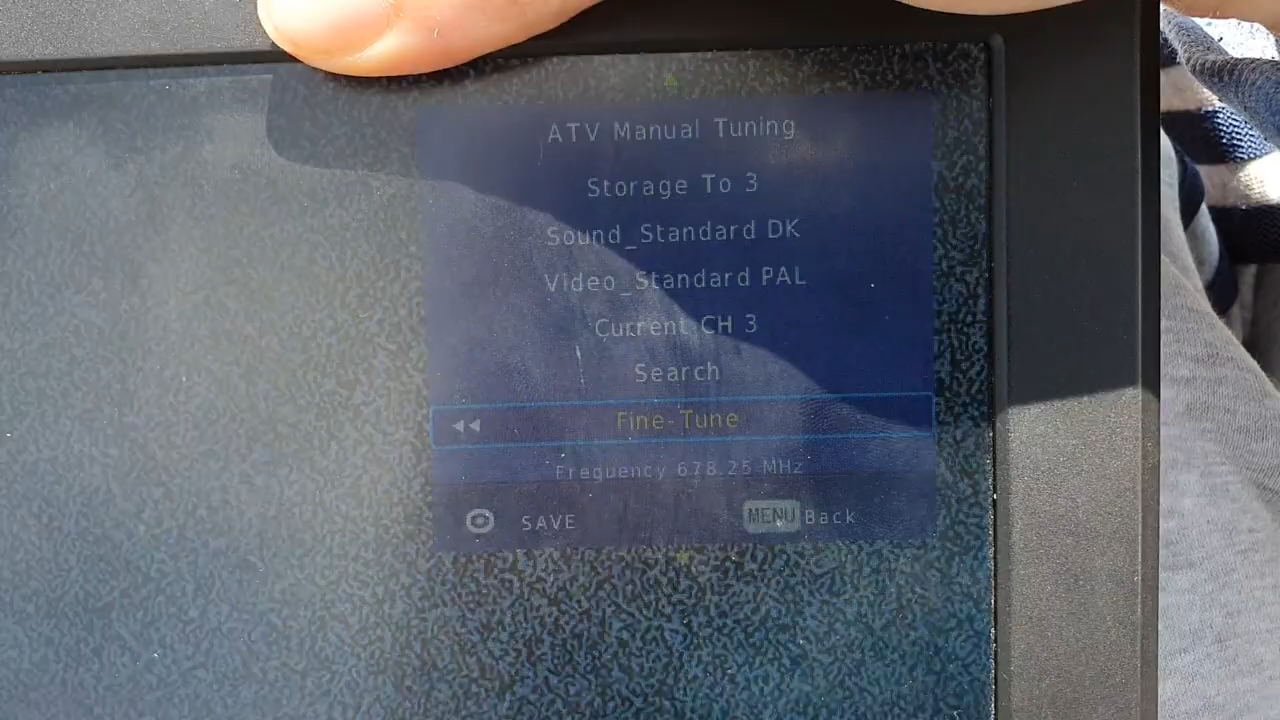 ATV Manual Tuning
Storage To 3
Sound_Standard DK
Video_Standard PAL
Current CH 3
Search
Fine-Tune
Frequency 678.25 MHz
SAVE MENU Back